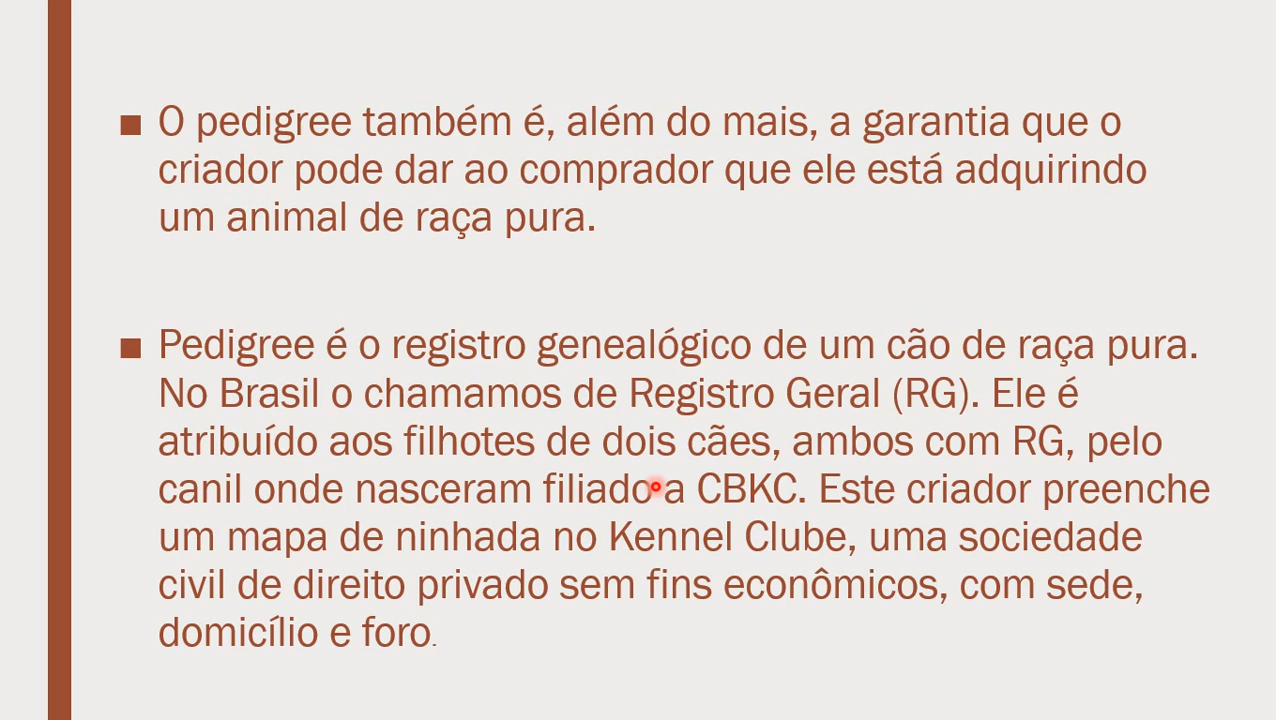 O pedigree também é, além do mais, a garantia que o
criador pode dar ao comprador que ele está adquirindo
um animal de raça pura.
Pedigree é o registro genealógico de um cão de raça pura.
No Brasil o chamamos de Registro Geral (RG). Ele é
atribuído aos filhotes de dois cães, ambos com RG, pelo
canil onde nasceram filiado a CBKC. Este criador preenche
um mapa de ninhada no Kennel Clube, uma sociedade
civil de direito privado sem fins econômicos, com sede,
domicílio e foro.